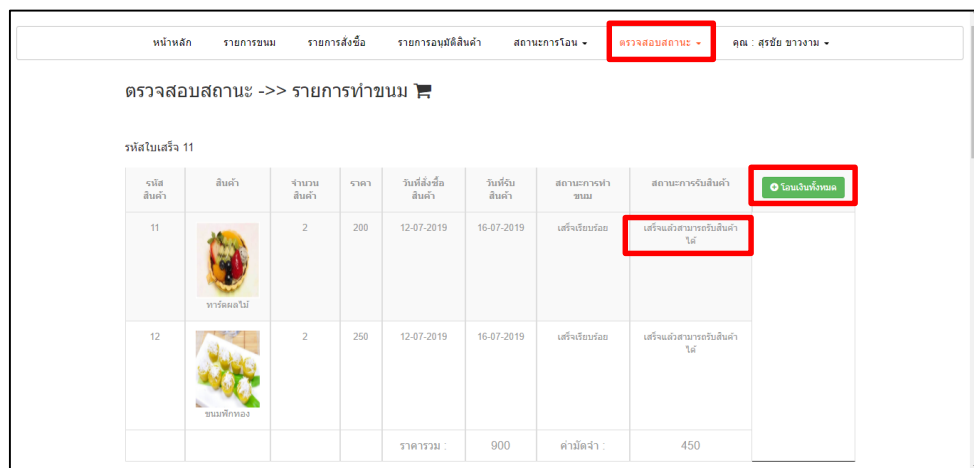 หน้าหลัก รายการขนม รายการสั่งซื้อ รายการอนุมัติสินค้า สถานะการโอน ตรวจสอบสถานะ คุณ : สุรชัย ขาวงาม
ตรวจสอบสถานะ ->> รายการทำขนม
รหัสใบเสร็จ 11
รหัส สินค้า จำนวน ราคา วันที่สั่งซื้อ วันที่รับ สถานะการทำ สถานะการรับสินค้า โอนเงินทั้งหมด
สินค้า สินค้า สินค้า สินค้า ขนม
11 2 200 12-07-2019 16-07-2019 เสร็จเรียบร้อย เสร็จแล้วสามารถรับสินค้า
ได้
ทาร์ตผลไม้
12 2 250 12-07-2019 16-07-2019 เสร็จเรียบร้อย เสร็จแล้วสามารถรับสินค้า
ได้
ขนมฟักทอง
ราคารวม : 900 ค่ามัดจำ : 450